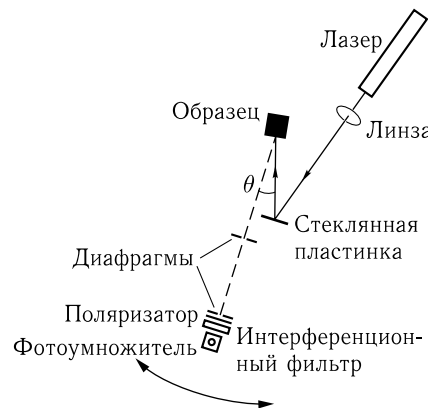 Лазер
Образец
Линза
θ
Стеклянная
пластинка
Диафрагмы
Поляризатор
Интерференцион-
Фотоумножитель
ный фильтр